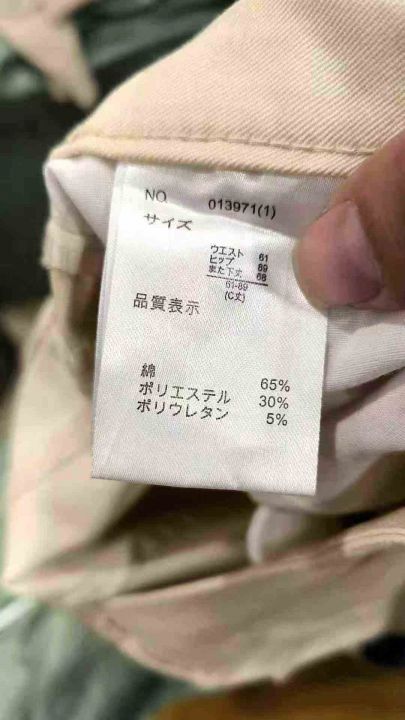 NO 013971(1)
サイズ
ウエスト 61
ヒップ 89
また下丈 68
61-89
(C丈)
品質表示
綿 65%
ポリエステル 30%
ポリウレタン 5%